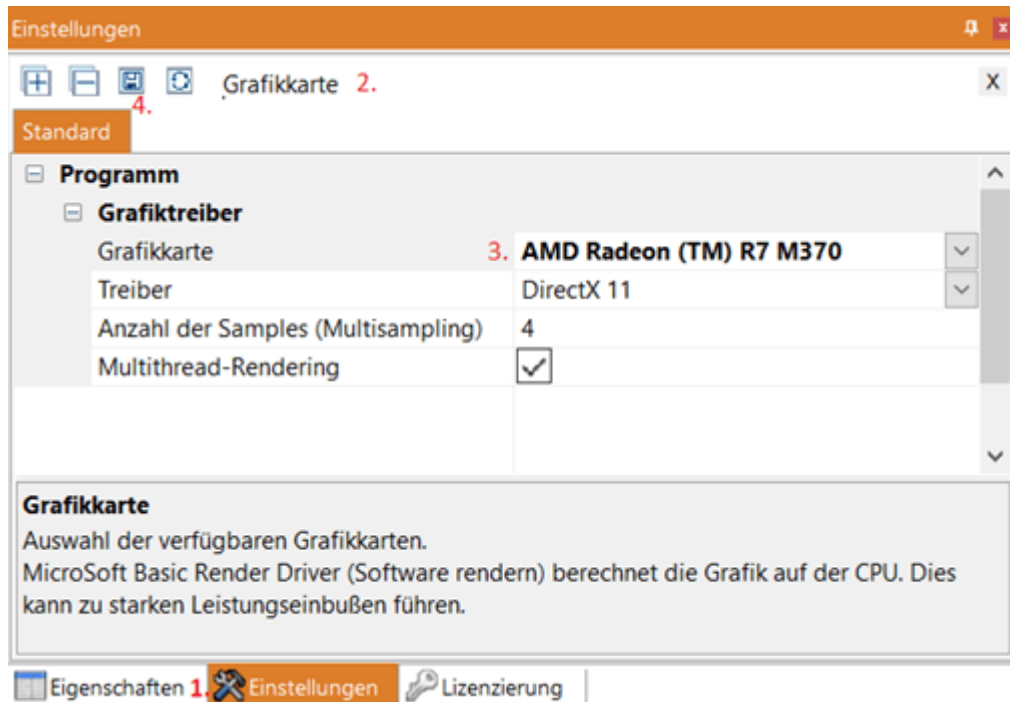 Einstellungen
x
Grafikkarte 2.
X
4.
Standard
Programm
Grafiktreiber
Grafikkarte 3. AMD Radeon (TM) R7 M370
Treiber DirectX 11
Anzahl der Samples (Multisampling) 4
Multithread-Rendering
Grafikkarte
Auswahl der verfügbaren Grafikkarten.
MicroSoft Basic Render Driver (Software rendern) berechnet die Grafik auf der CPU. Dies
kann zu starken Leistungseinbußen führen.
Eigenschaften 1. Einstellungen Lizenzierung